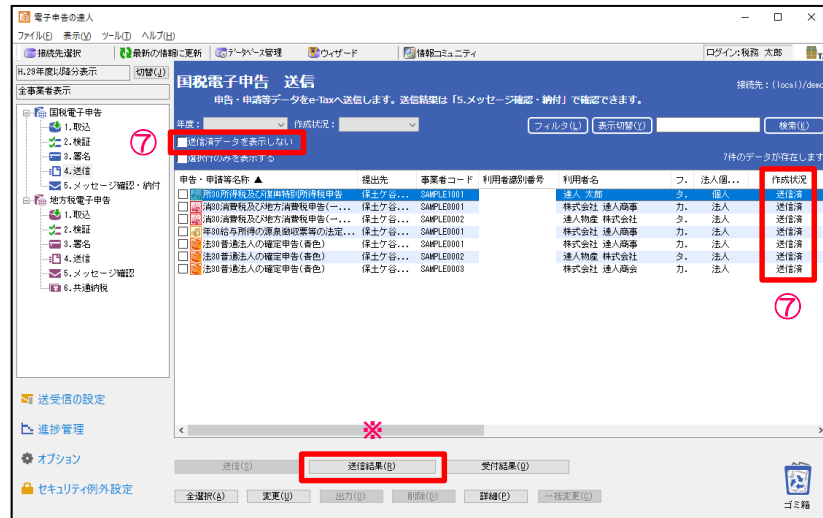 電子申告の達人
ファイル(F) 表示(V) ツール(T) ヘルプ(H)
接続先選択 最新の情報に更新 データベース管理 ウィザード 情報コミュニティ ログイン:税務 太郎
H.29年度以降分表示 切替(J)
全事業者表示
国税電子申告
1.取込
2.検証
3.署名
4.送信
5.メッセージ確認・納付
地方税電子申告
1.取込
2.検証
3.署名
4.送信
5.メッセージ確認
6.共通納税
送受信の設定
進捗管理
オプション
セキュリティ例外設定
国税電子申告 送信
接続先:(local)/demo
申告・申請等データをe-Taxへ送信します。送信結果は「5.メッセージ確認・納付」で確認できます。
年度: 作成状況: フィルタ(L) 表示切替(Y) 検索(K)
⑦
送信済データを表示しない
選択行のみを表示する 7件のデータが存在します
申告・申請等名称 ▲ 提出先 事業者コード 利用者識別番号 利用者名 フ. 法人個... 作成状況
所30所得税及び復興特別所得税申告 保土ケ谷... SAMPLE1001 達人 太郎 タ. 個人 送信済
消30消費税及び地方消費税申告(一... 保土ケ谷... SAMPLE0001 株式会社 達人商事 カ. 法人 送信済
消30消費税及び地方消費税申告(一... 保土ケ谷... SAMPLE0002 達人物産 株式会社 タ. 法人 送信済
年30給与所得の源泉徴収票等の法定... 保土ケ谷... SAMPLE0001 株式会社 達人商事 カ. 法人 送信済
法30普通法人の確定申告(青色) 保土ケ谷... SAMPLE0001 株式会社 達人商事 カ. 法人 送信済
法30普通法人の確定申告(青色) 保土ケ谷... SAMPLE0002 達人物産 株式会社 タ. 法人 送信済
法30普通法人の確定申告(青色) 保土ケ谷... SAMPLE0003 株式会社 達人商会 カ. 法人 送信済
⑦
※
送信(S) 送信結果(R) 受付結果(Q)
全選択(A) 変更(U) 出力(O) 削除(D) 詳細(P) 一括変更(C)
ゴミ箱